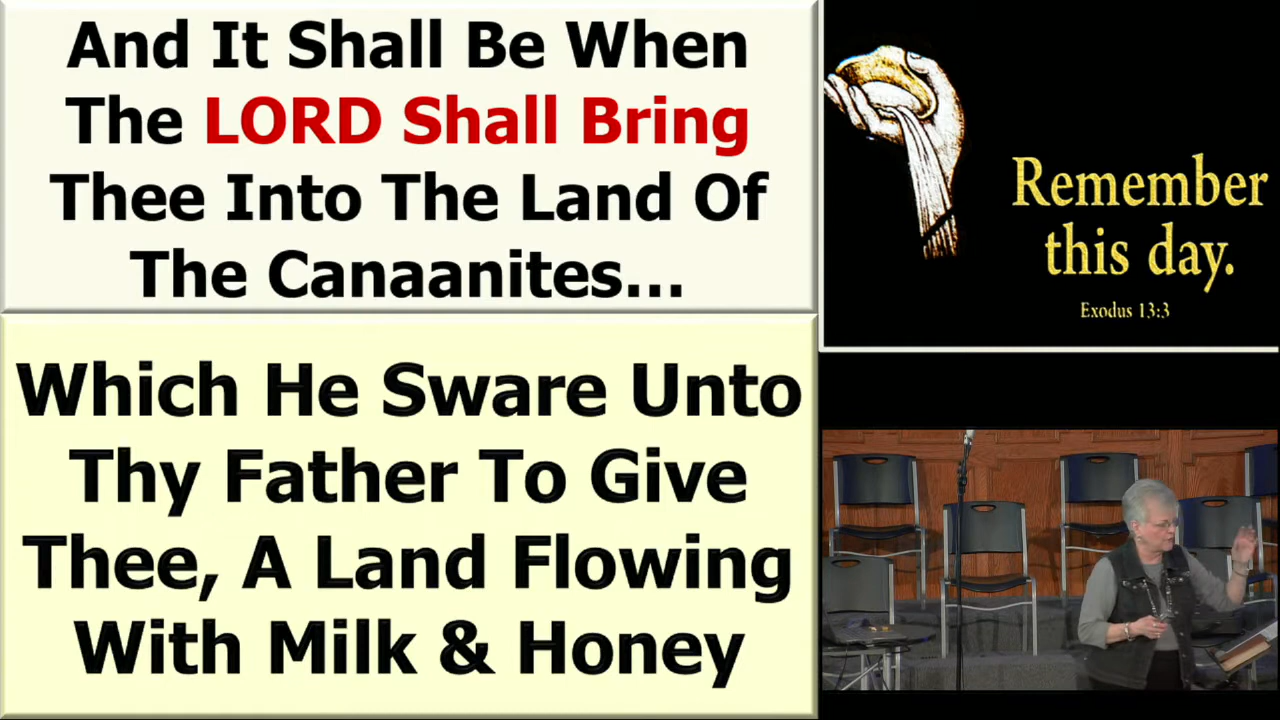 And It Shall Be When
The LORD Shall Bring
Thee Into The Land Of
The Canaanites...
Which He Sware Unto
Thy Father To Give
Thee, A Land Flowing
With Milk & Honey
Remember
this day.
Exodus 13:3